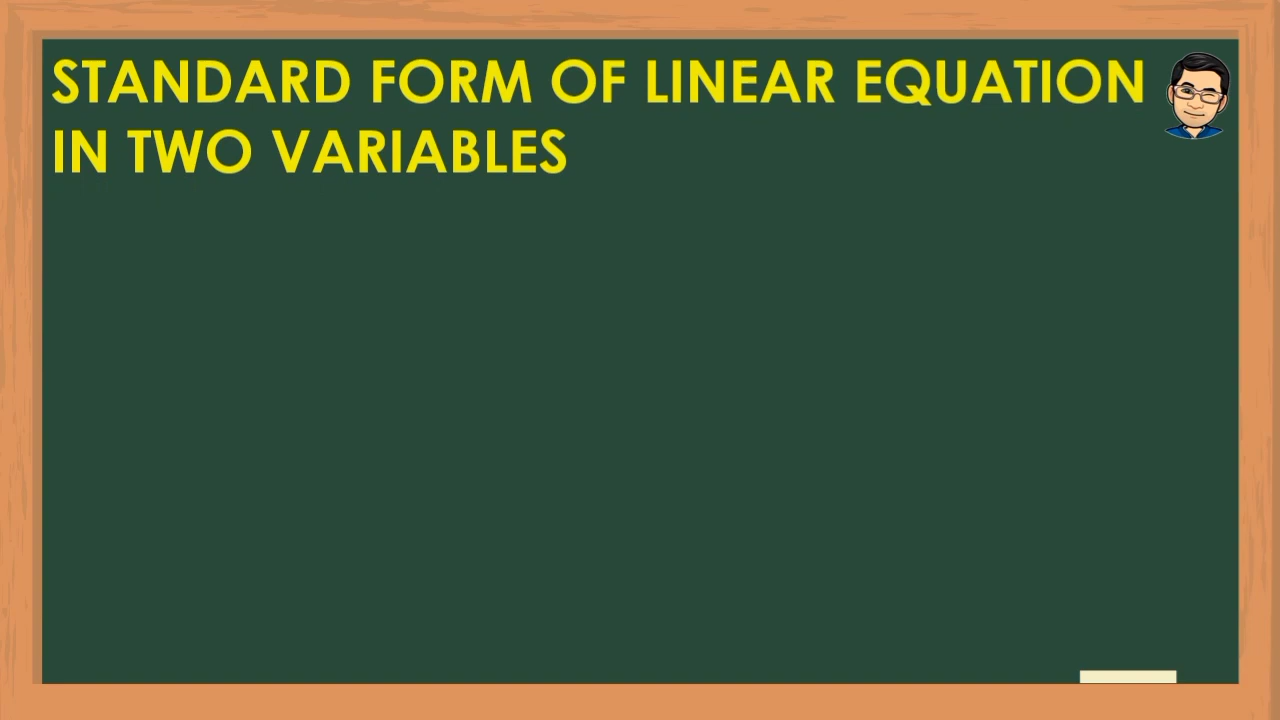 STANDARD FORM OF LINEAR EQUATION
IN TWO VARIABLES